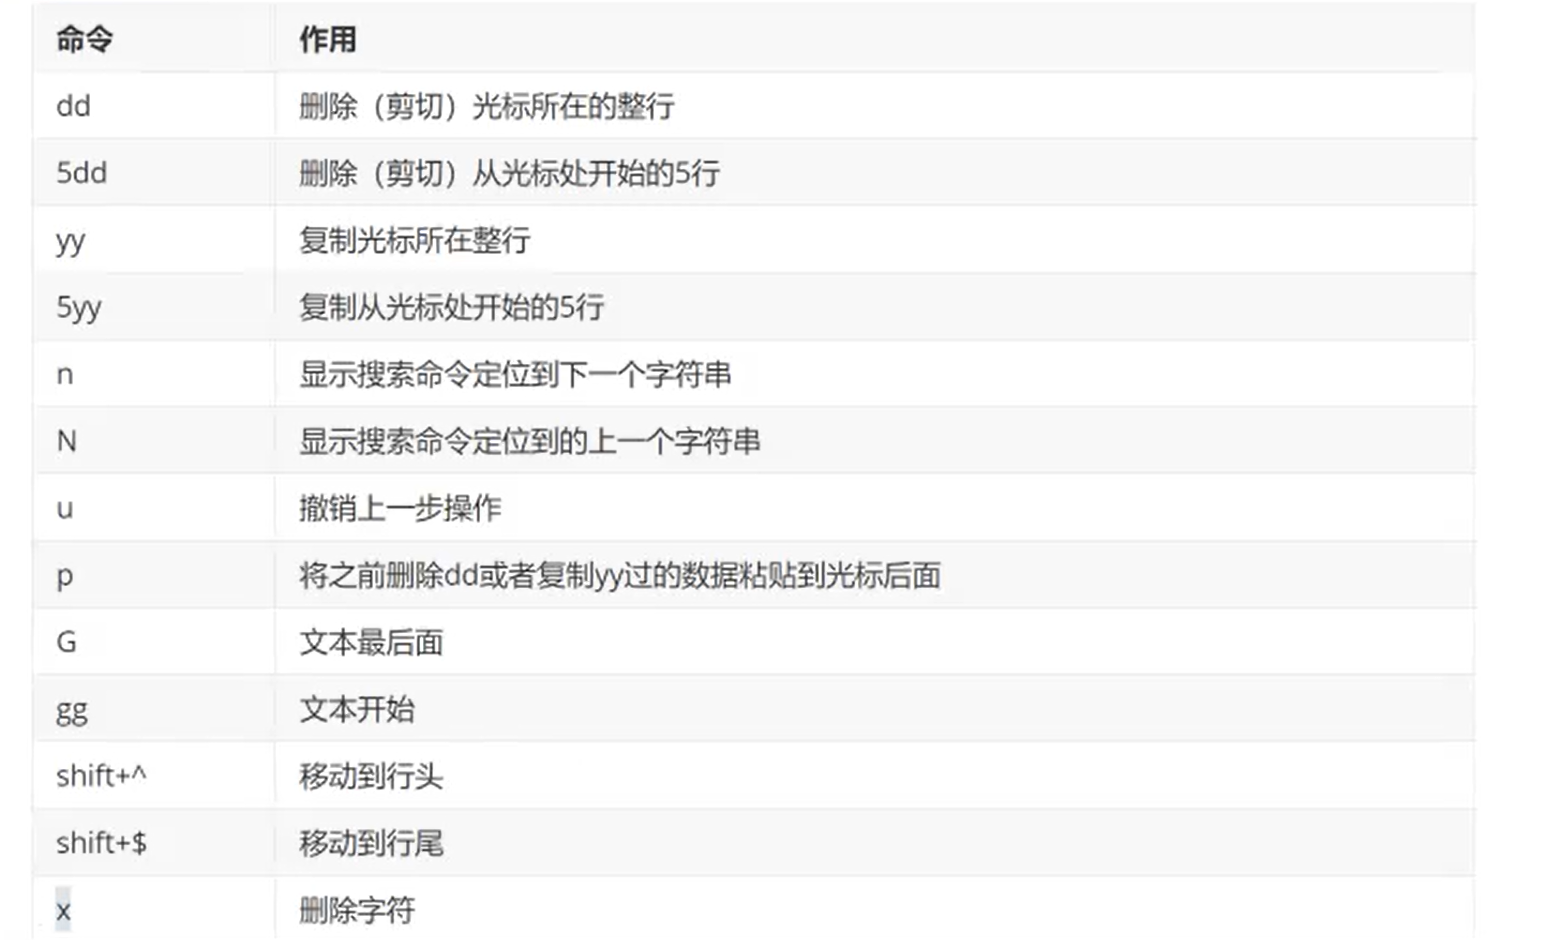 命令 作用
dd 删除（剪切）光标所在的整行
5dd 删除（剪切）从光标处开始的5行
yy 复制光标所在整行
5yy 复制从光标处开始的5行
n 显示搜索命令定位到下一个字符串
N 显示搜索命令定位到的上一个字符串
u 撤销上一步操作
p 将之前删除dd或者复制yy过的数据粘贴到光标后面
G 文本最后面
gg 文本开始
shift+^ 移动到行头
shift+$ 移动到行尾
x 删除字符